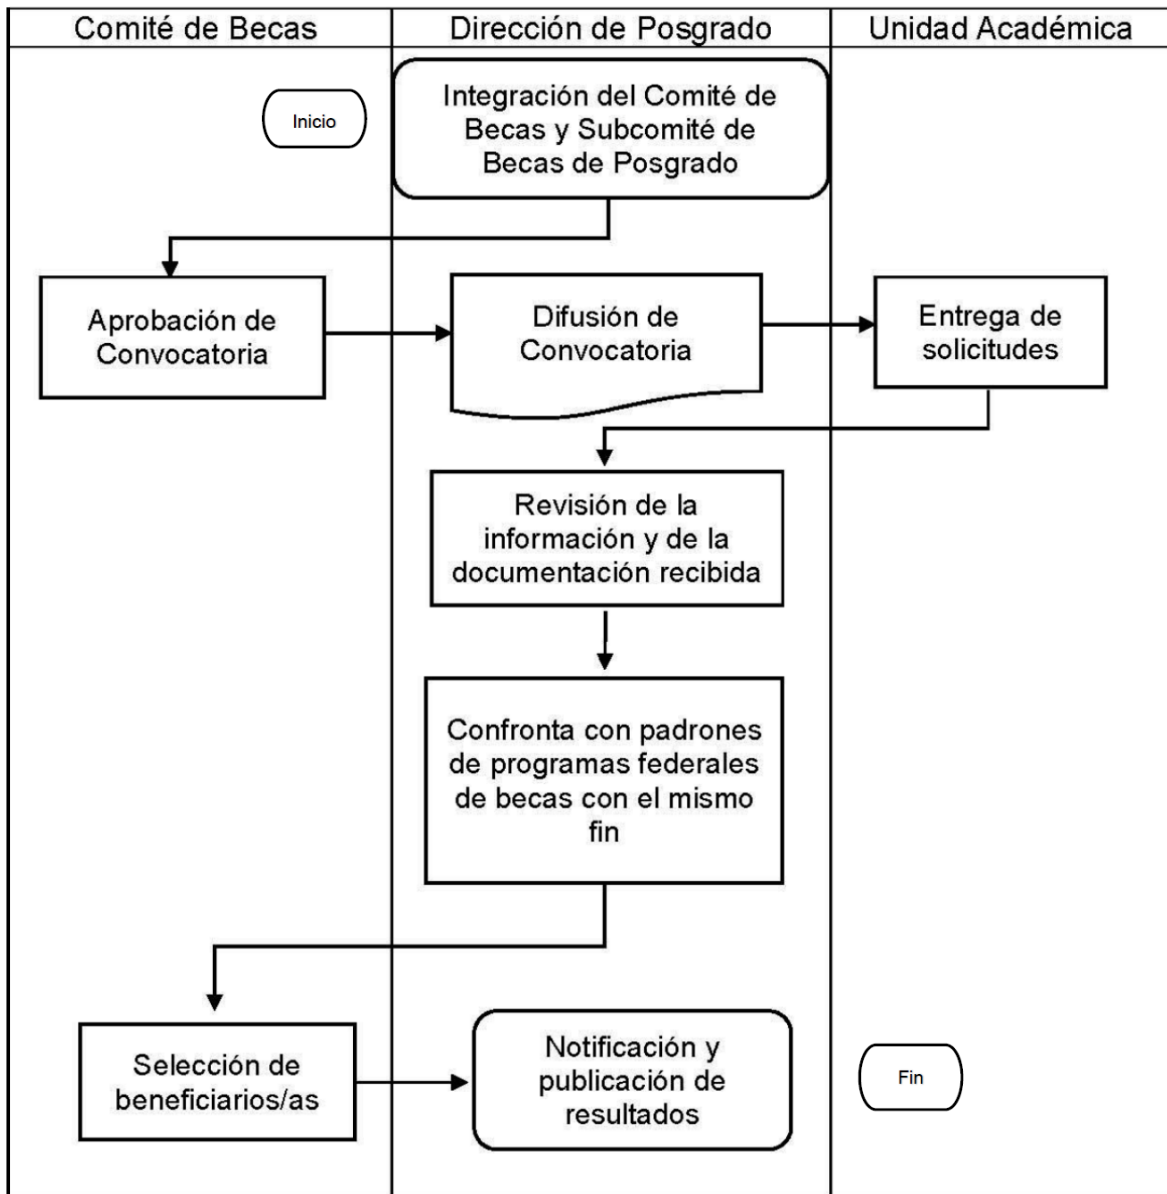 Comité de Becas
Dirección de Posgrado
Unidad Académica
Inicio
Integración del Comité de
Becas y Subcomité de
Becas de Posgrado
Aprobación de
Convocatoria
Difusión de
Convocatoria
Entrega de
solicitudes
Revisión de la
información y de la
documentación recibida
Confronta con padrones
de programas federales
de becas con el mismo
fin
Selección de
beneficiarios/as
Notificación y
publicación de
resultados
Fin